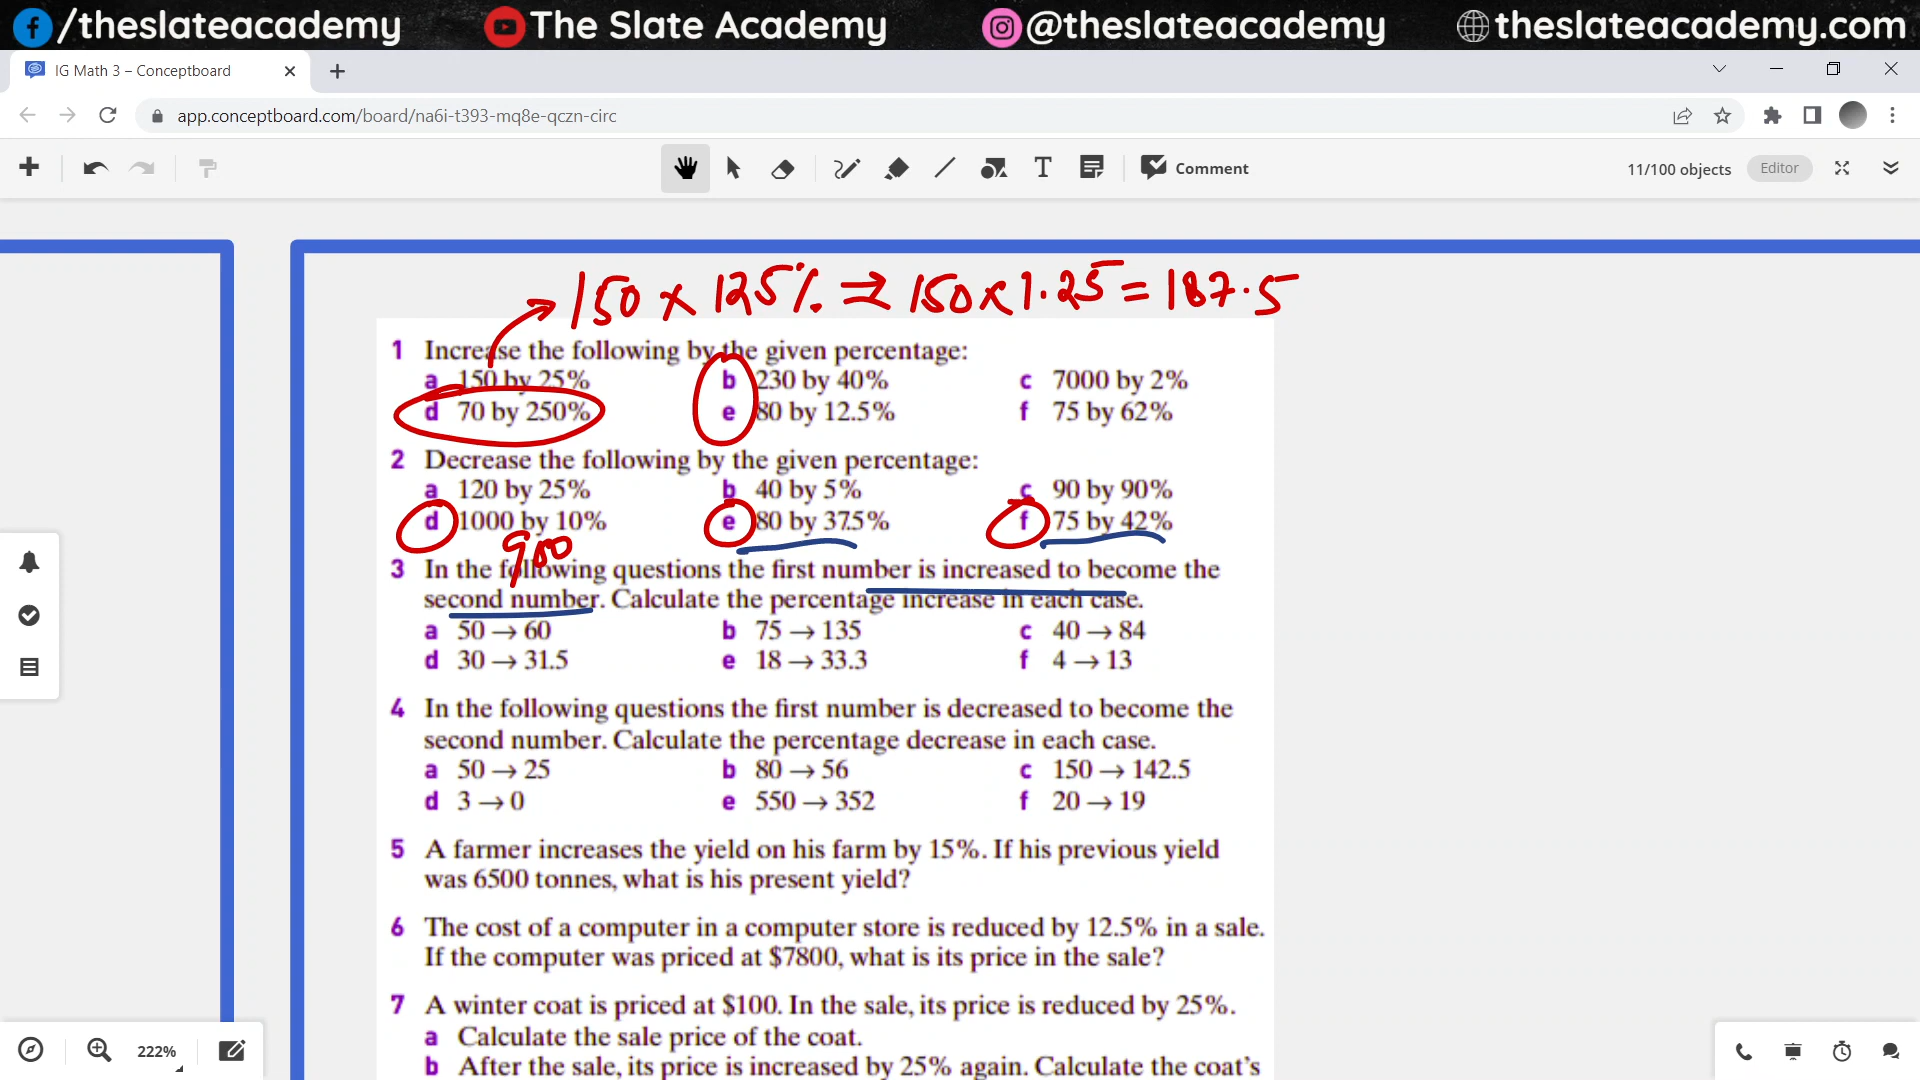 /theslateacademy The Slate Academy @theslateacademy theslateacademy.com
IG Math 3 – Conceptboard
app.conceptboard.com/board/na6i-t393-mq8e-qczn-circ
T Comment 11/100 objects Editor
150 × 125% ⇒ 150 × 1.25 = 187.5
1 Increase the following by the given percentage:
a 150 by 25% b 230 by 40% c 7000 by 2%
d 70 by 250% e 80 by 12.5% f 75 by 62%
2 Decrease the following by the given percentage:
a 120 by 25% b 40 by 5% c 90 by 90%
d 1000 by 10% e 80 by 37.5% f 75 by 42%
900
3 In the following questions the first number is increased to become the
second number. Calculate the percentage increase in each case.
a 50 → 60 b 75 → 135 c 40 → 84
d 30 → 31.5 e 18 → 33.3 f 4 → 13
4 In the following questions the first number is decreased to become the
second number. Calculate the percentage decrease in each case.
a 50 → 25 b 80 → 56 c 150 → 142.5
d 3 → 0 e 550 → 352 f 20 → 19
5 A farmer increases the yield on his farm by 15%. If his previous yield
was 6500 tonnes, what is his present yield?
6 The cost of a computer in a computer store is reduced by 12.5% in a sale.
If the computer was priced at $7800, what is its price in the sale?
7 A winter coat is priced at $100. In the sale, its price is reduced by 25%.
a Calculate the sale price of the coat.
b After the sale, its price is increased by 25% again. Calculate the coat's
222%